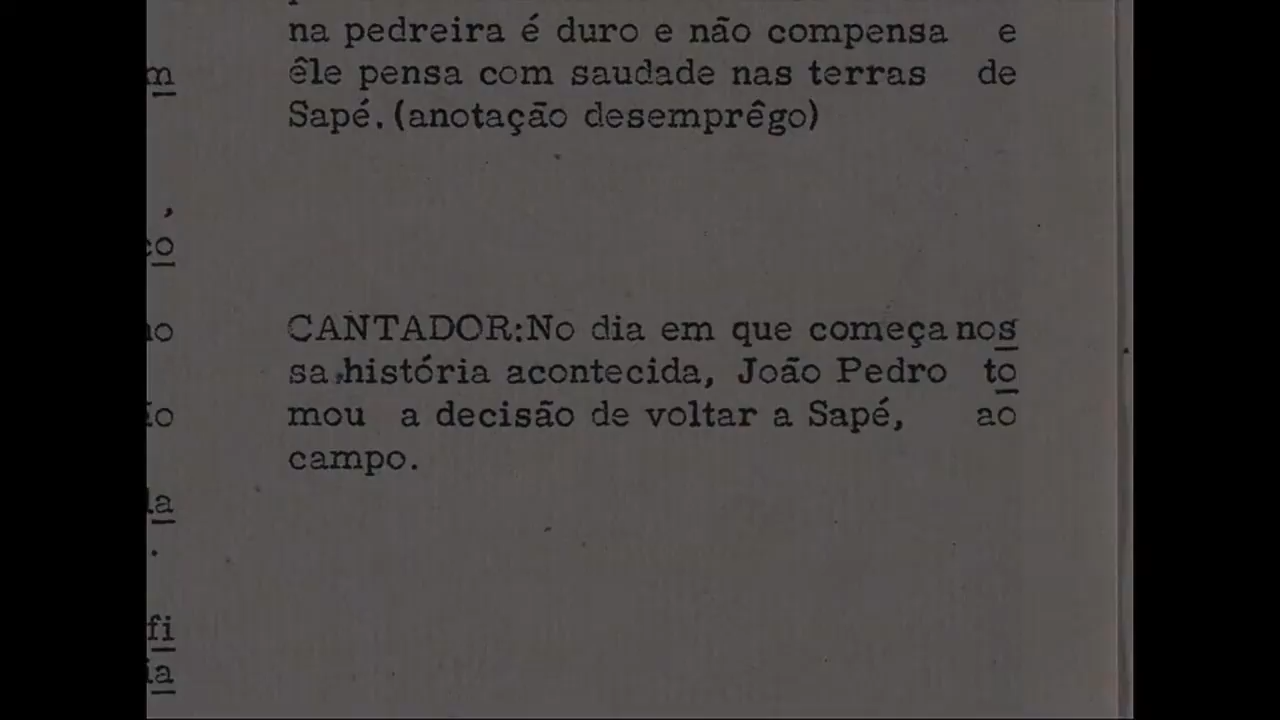 na pedreira é duro e não compensa e
êle pensa com saudade nas terras de
Sapé.(anotação desemprêgo)
CANTADOR:No dia em que começa nos
sa história acontecida, João Pedro to
mou a decisão de voltar a Sapé, ao
campo.